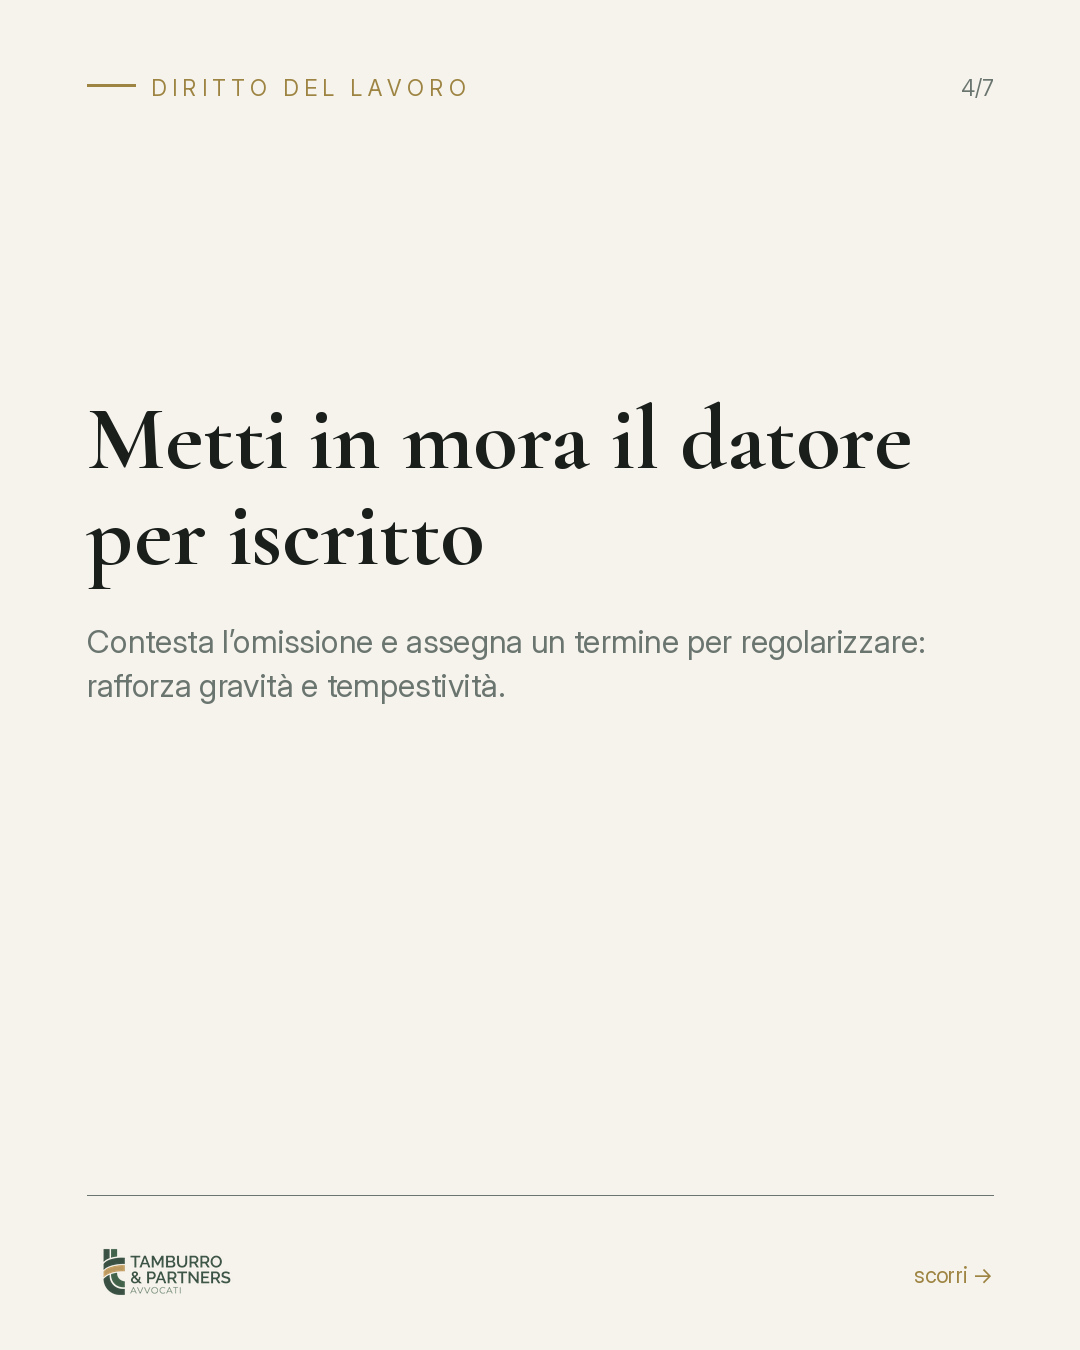 DIRITTO DEL LAVORO
4/7
Metti in mora il datore
per iscritto
Contesta l’omissione e assegna un termine per regolarizzare:
rafforza gravità e tempestività.
TAMBURRO
& PARTNERS
AVVOCATI
scorri →